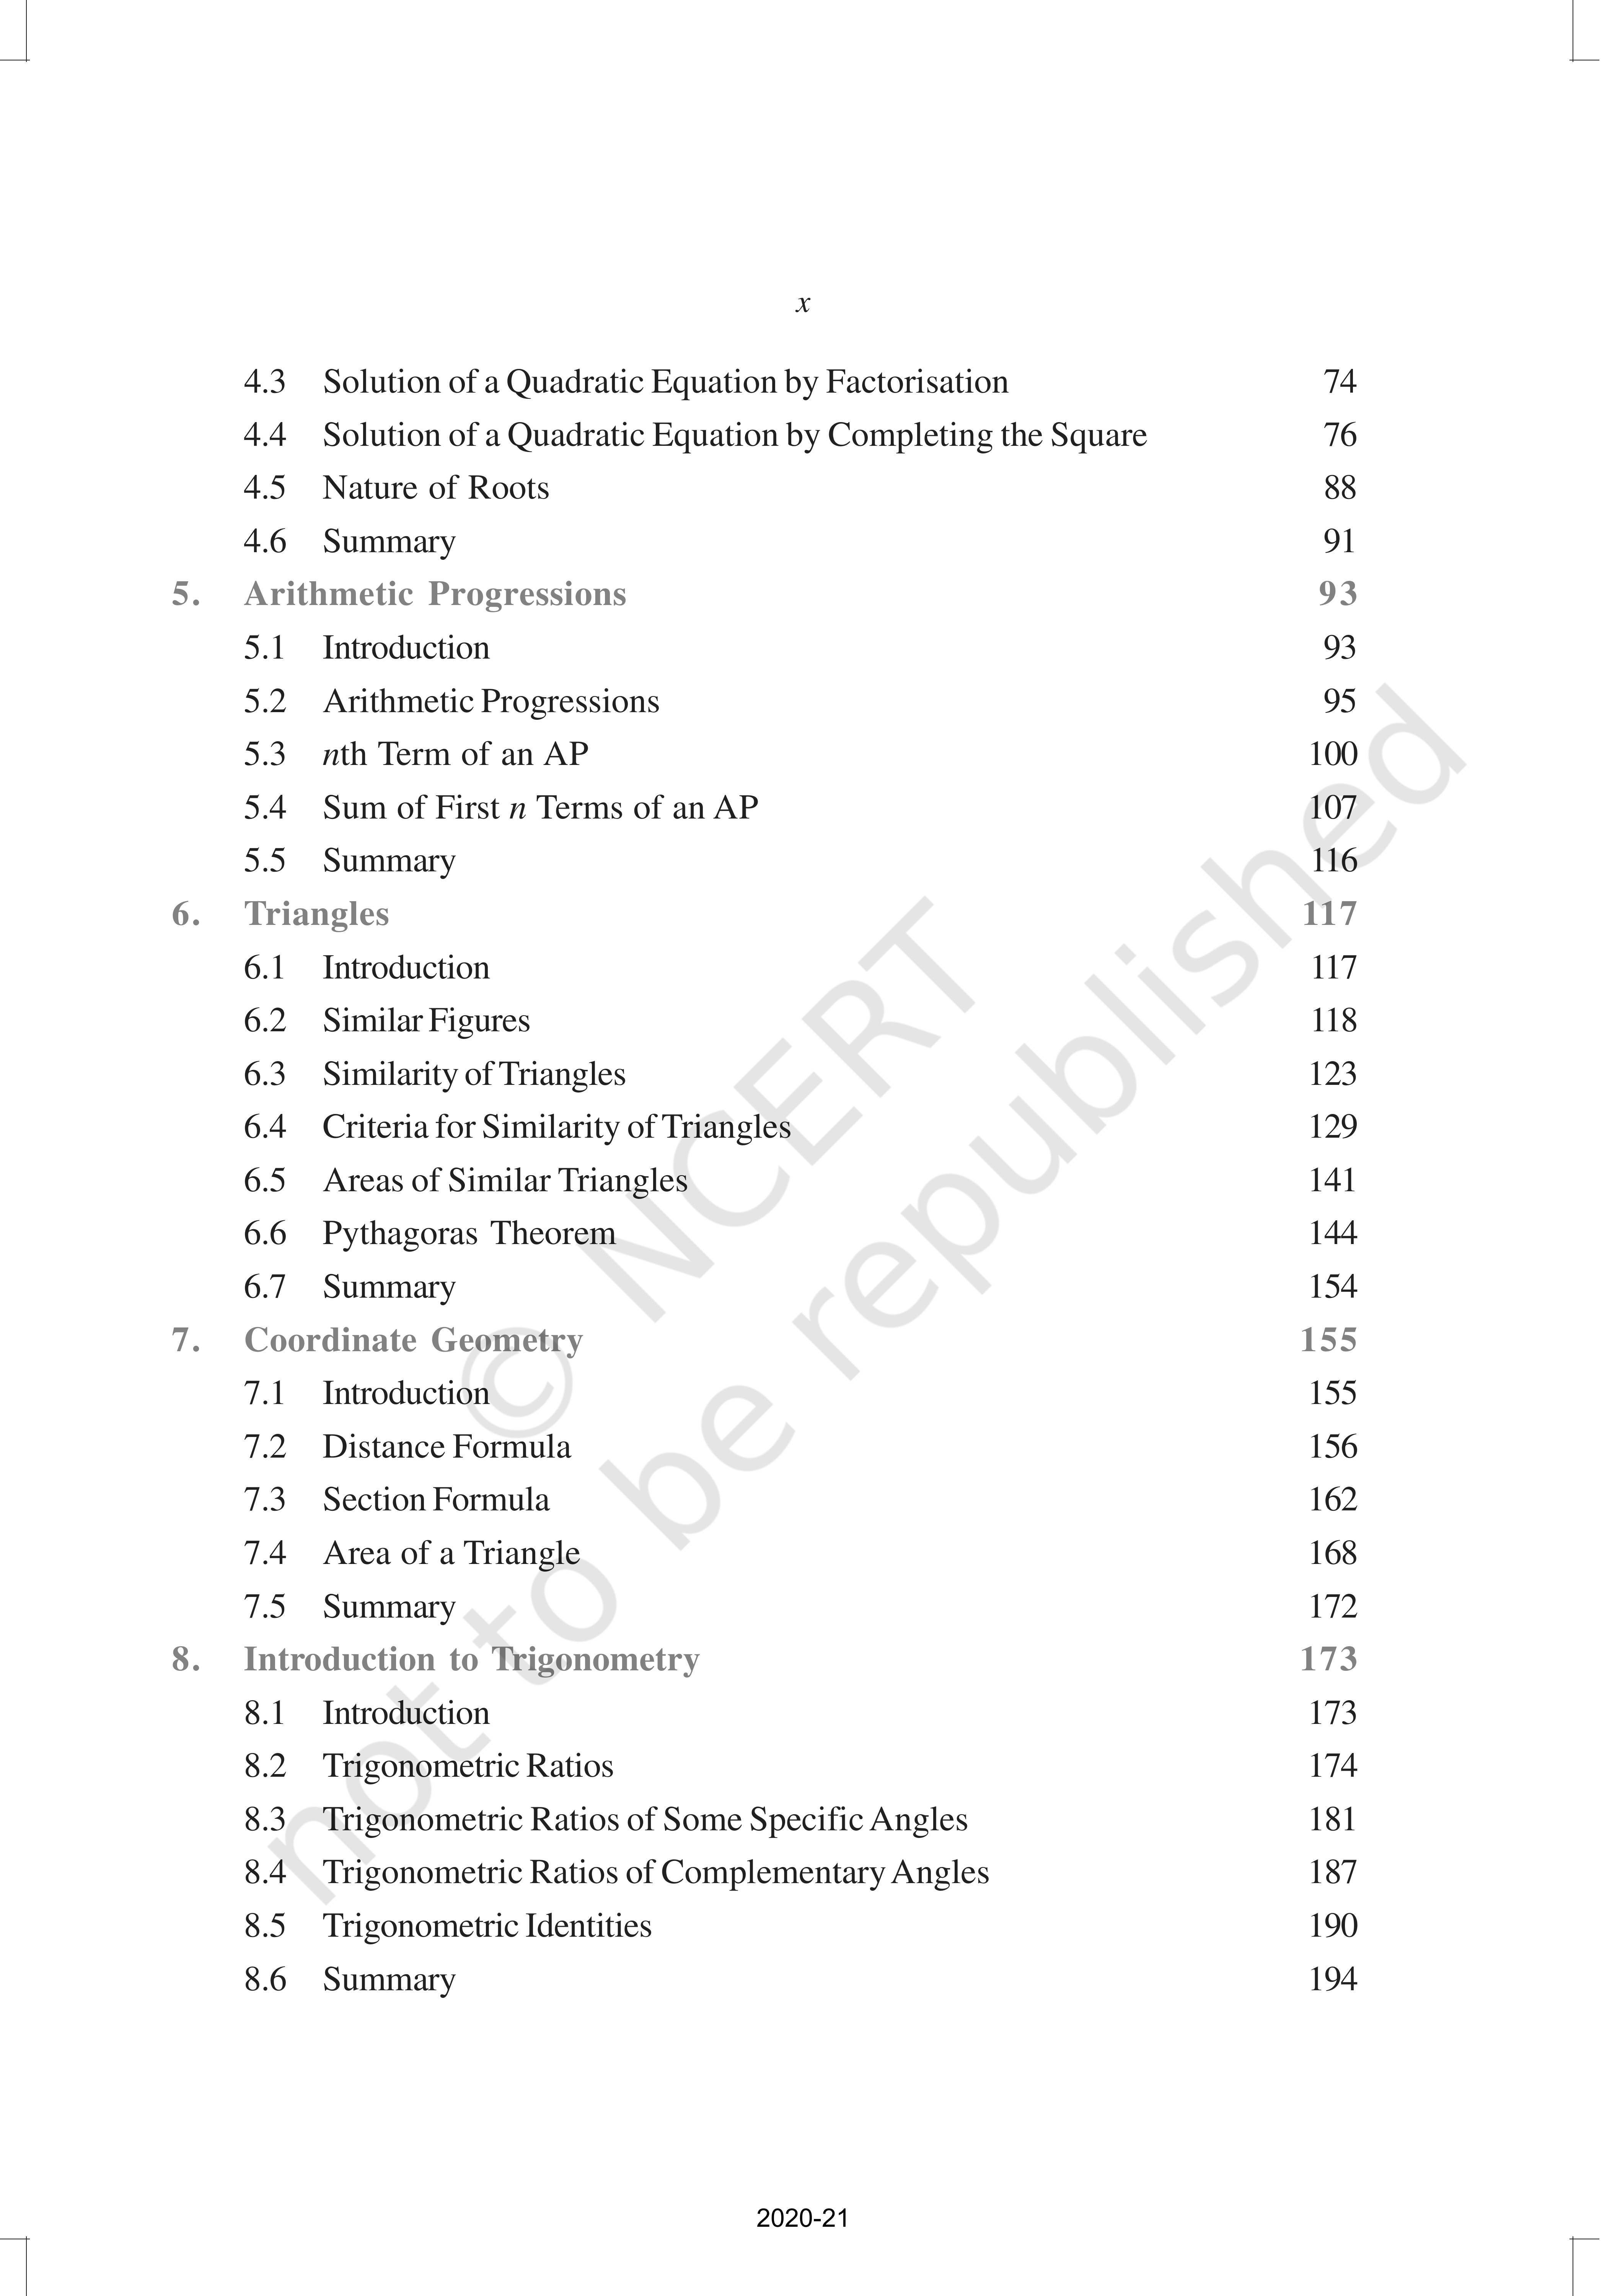 x
4.3 Solution of a Quadratic Equation by Factorisation 74
4.4 Solution of a Quadratic Equation by Completing the Square 76
4.5 Nature of Roots 88
4.6 Summary 91
5. Arithmetic Progressions 93
5.1 Introduction 93
5.2 Arithmetic Progressions 95
5.3 nth Term of an AP 100
5.4 Sum of First n Terms of an AP 107
5.5 Summary 116
6. Triangles 117
6.1 Introduction 117
6.2 Similar Figures 118
6.3 Similarity of Triangles 123
6.4 Criteria for Similarity of Triangles 129
6.5 Areas of Similar Triangles 141
6.6 Pythagoras Theorem 144
6.7 Summary 154
7. Coordinate Geometry 155
7.1 Introduction 155
7.2 Distance Formula 156
7.3 Section Formula 162
7.4 Area of a Triangle 168
7.5 Summary 172
8. Introduction to Trigonometry 173
8.1 Introduction 173
8.2 Trigonometric Ratios 174
8.3 Trigonometric Ratios of Some Specific Angles 181
8.4 Trigonometric Ratios of Complementary Angles 187
8.5 Trigonometric Identities 190
8.6 Summary 194
© NCERT
not to be republished
2020-21